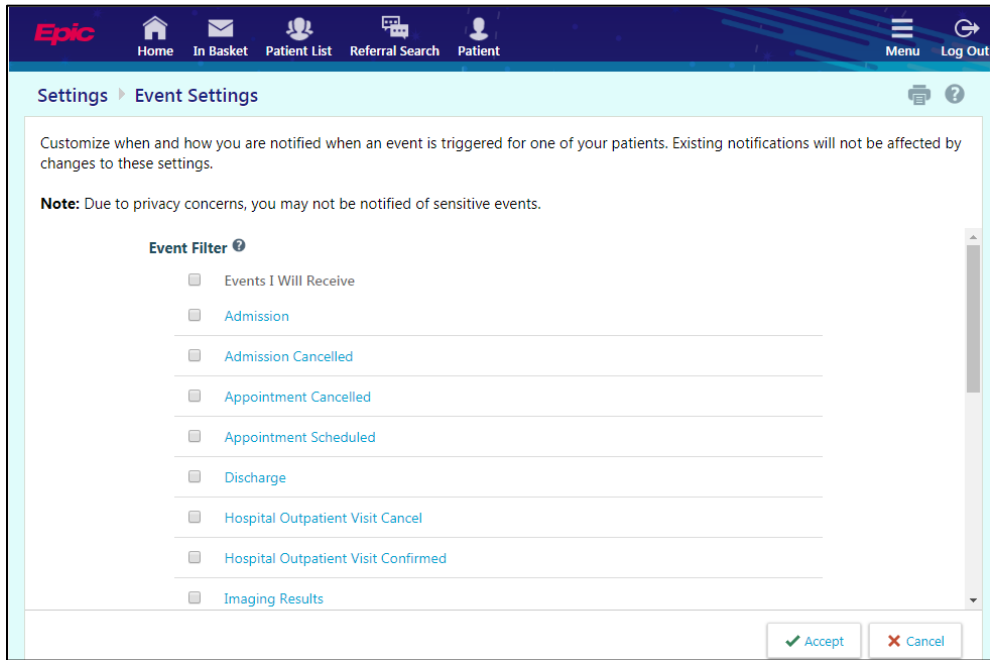 Epic
Home In Basket Patient List Referral Search Patient Menu Log Out
Settings Event Settings
Customize when and how you are notified when an event is triggered for one of your patients. Existing notifications will not be affected by
changes to these settings.
Note: Due to privacy concerns, you may not be notified of sensitive events.
Event Filter
Events I Will Receive
Admission
Admission Cancelled
Appointment Cancelled
Appointment Scheduled
Discharge
Hospital Outpatient Visit Cancel
Hospital Outpatient Visit Confirmed
Imaging Results
Accept Cancel